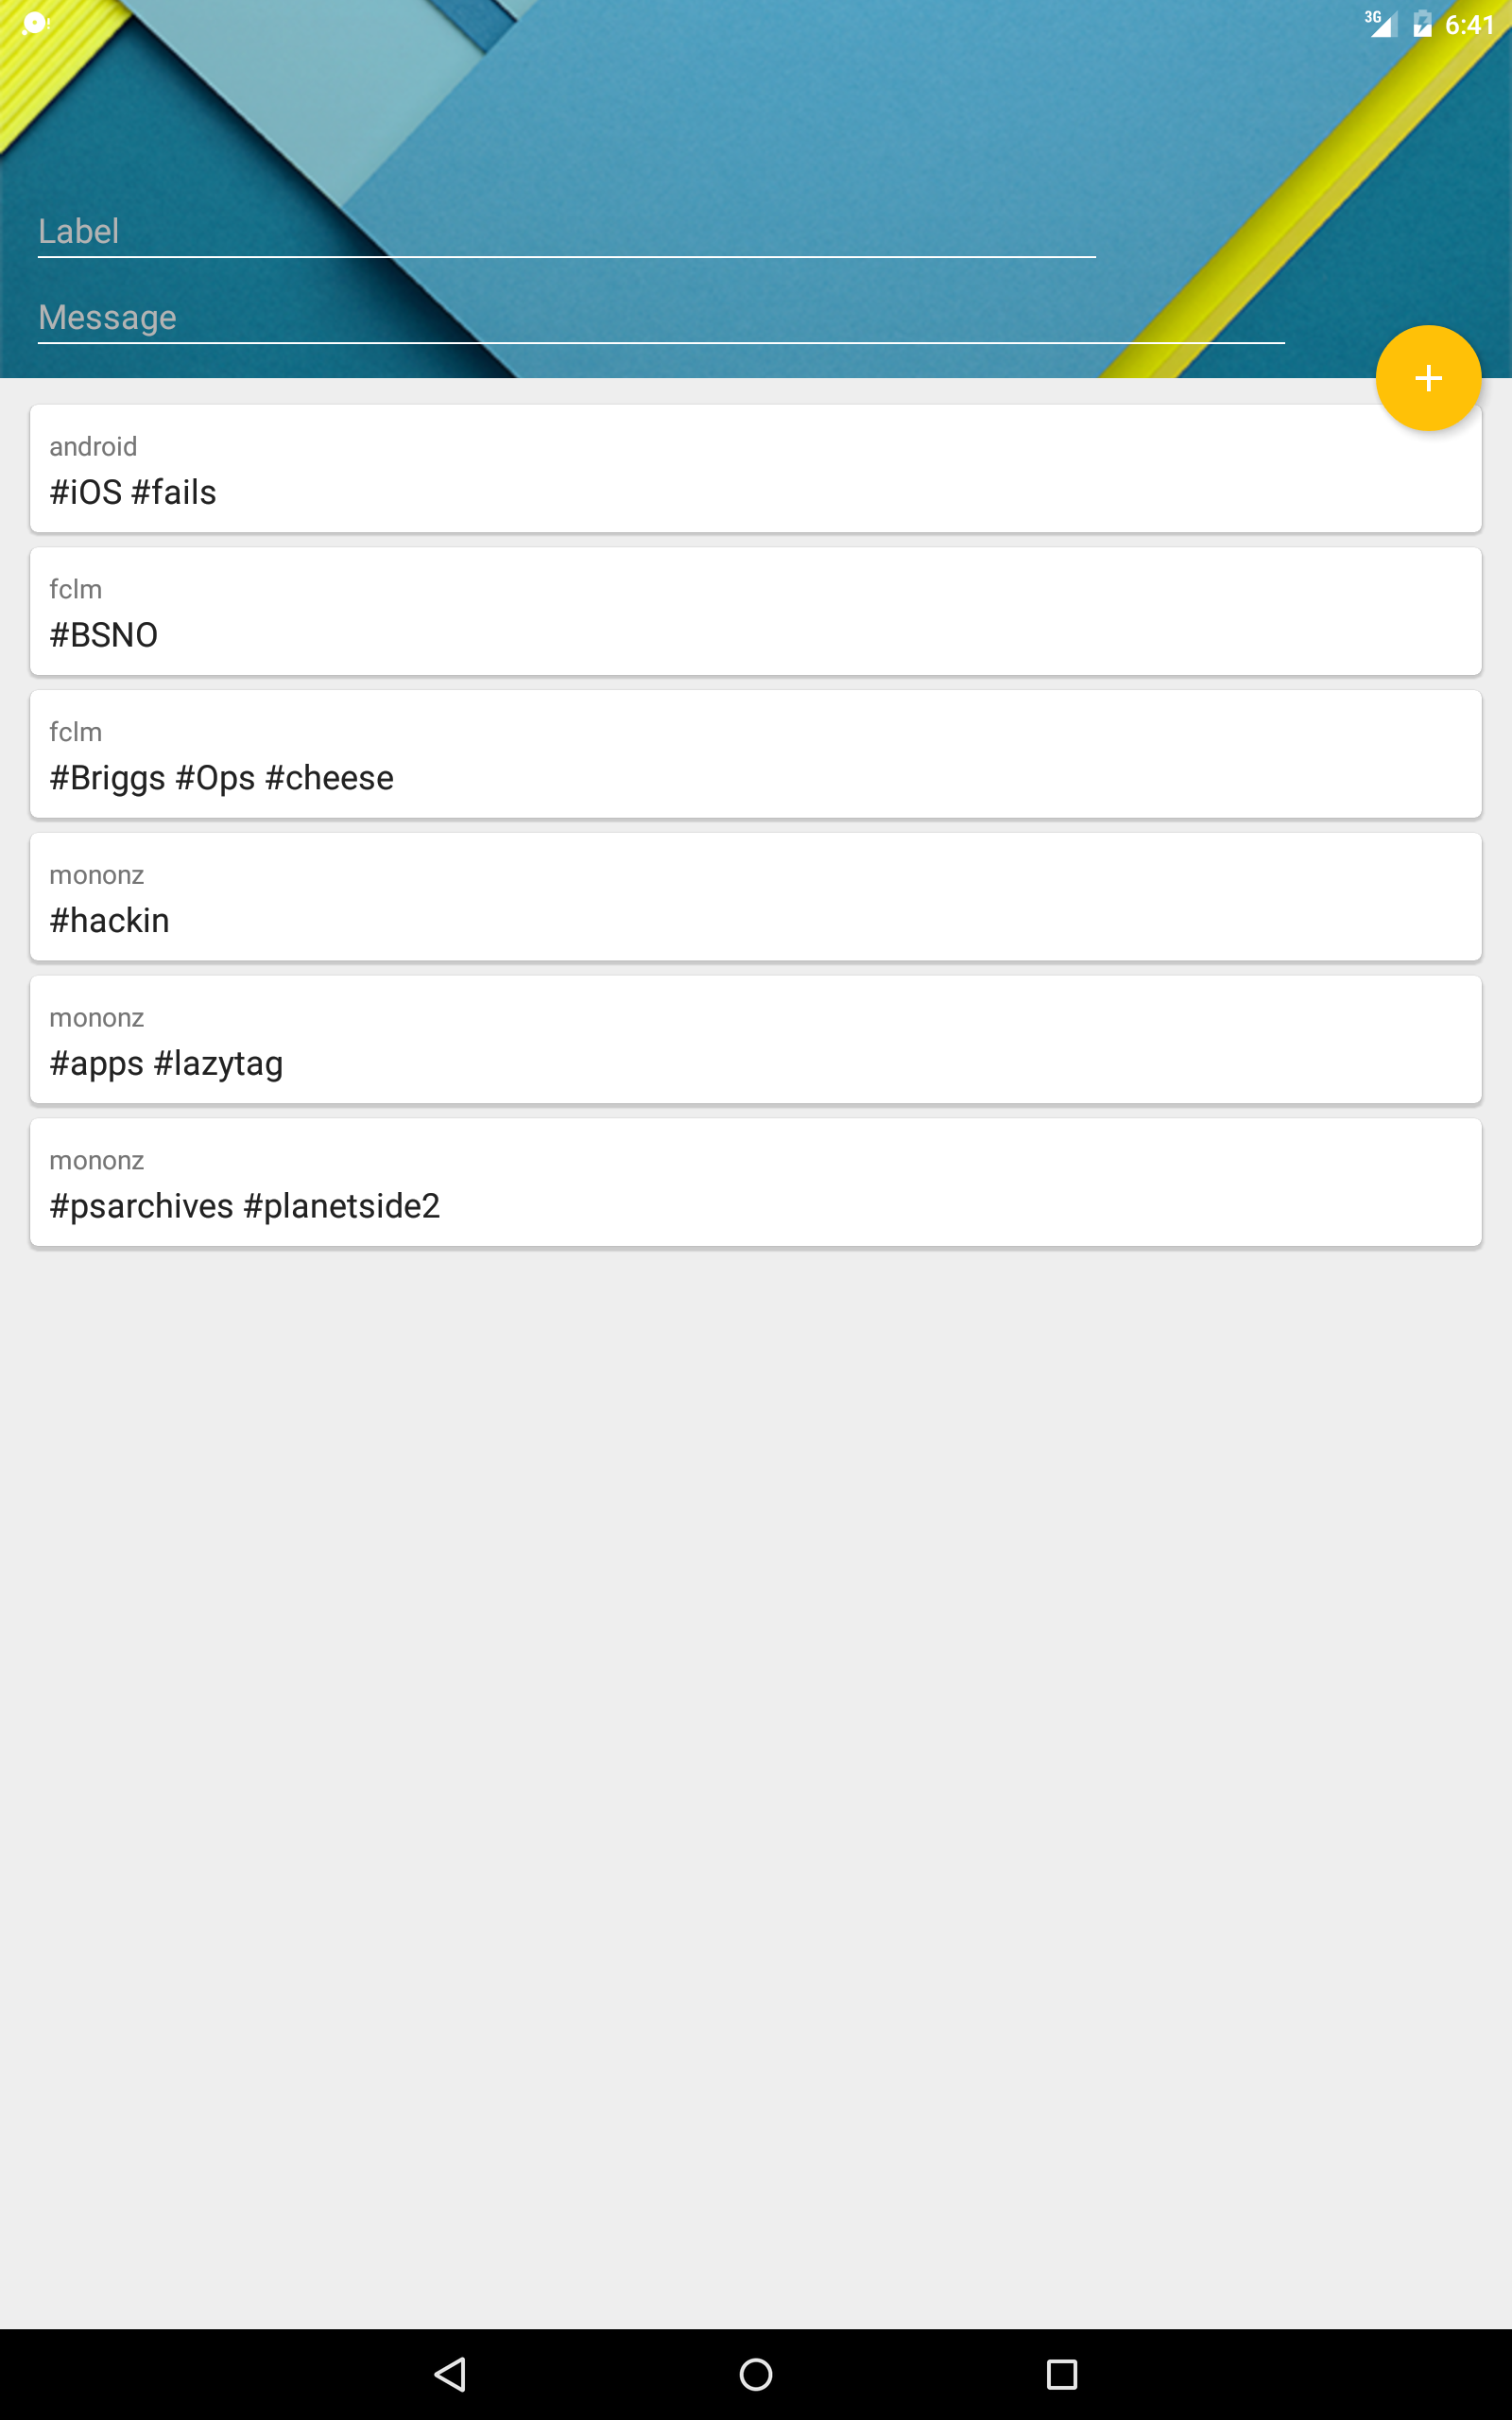 3G 6:41
Label
Message
android
#iOS #fails
fclm
#BSNO
fclm
#Briggs #Ops #cheese
mononz
#hackin
mononz
#apps #lazytag
mononz
#psarchives #planetside2